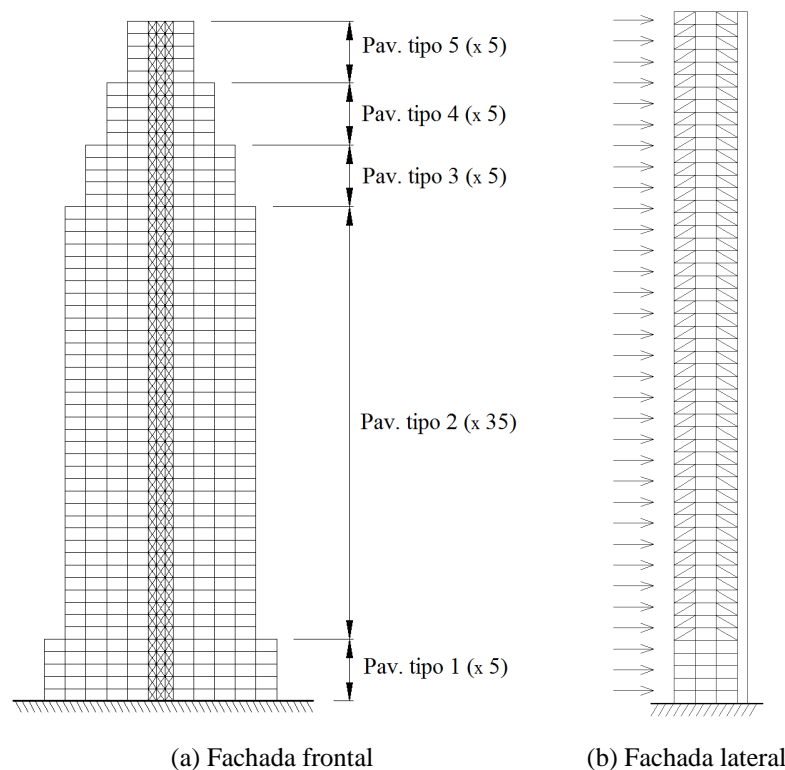 Pav. tipo 5 (x 5)
Pav. tipo 4 (x 5)
Pav. tipo 3 (x 5)
Pav. tipo 2 (x 35)
Pav. tipo 1 (x 5)
(a) Fachada frontal
(b) Fachada lateral